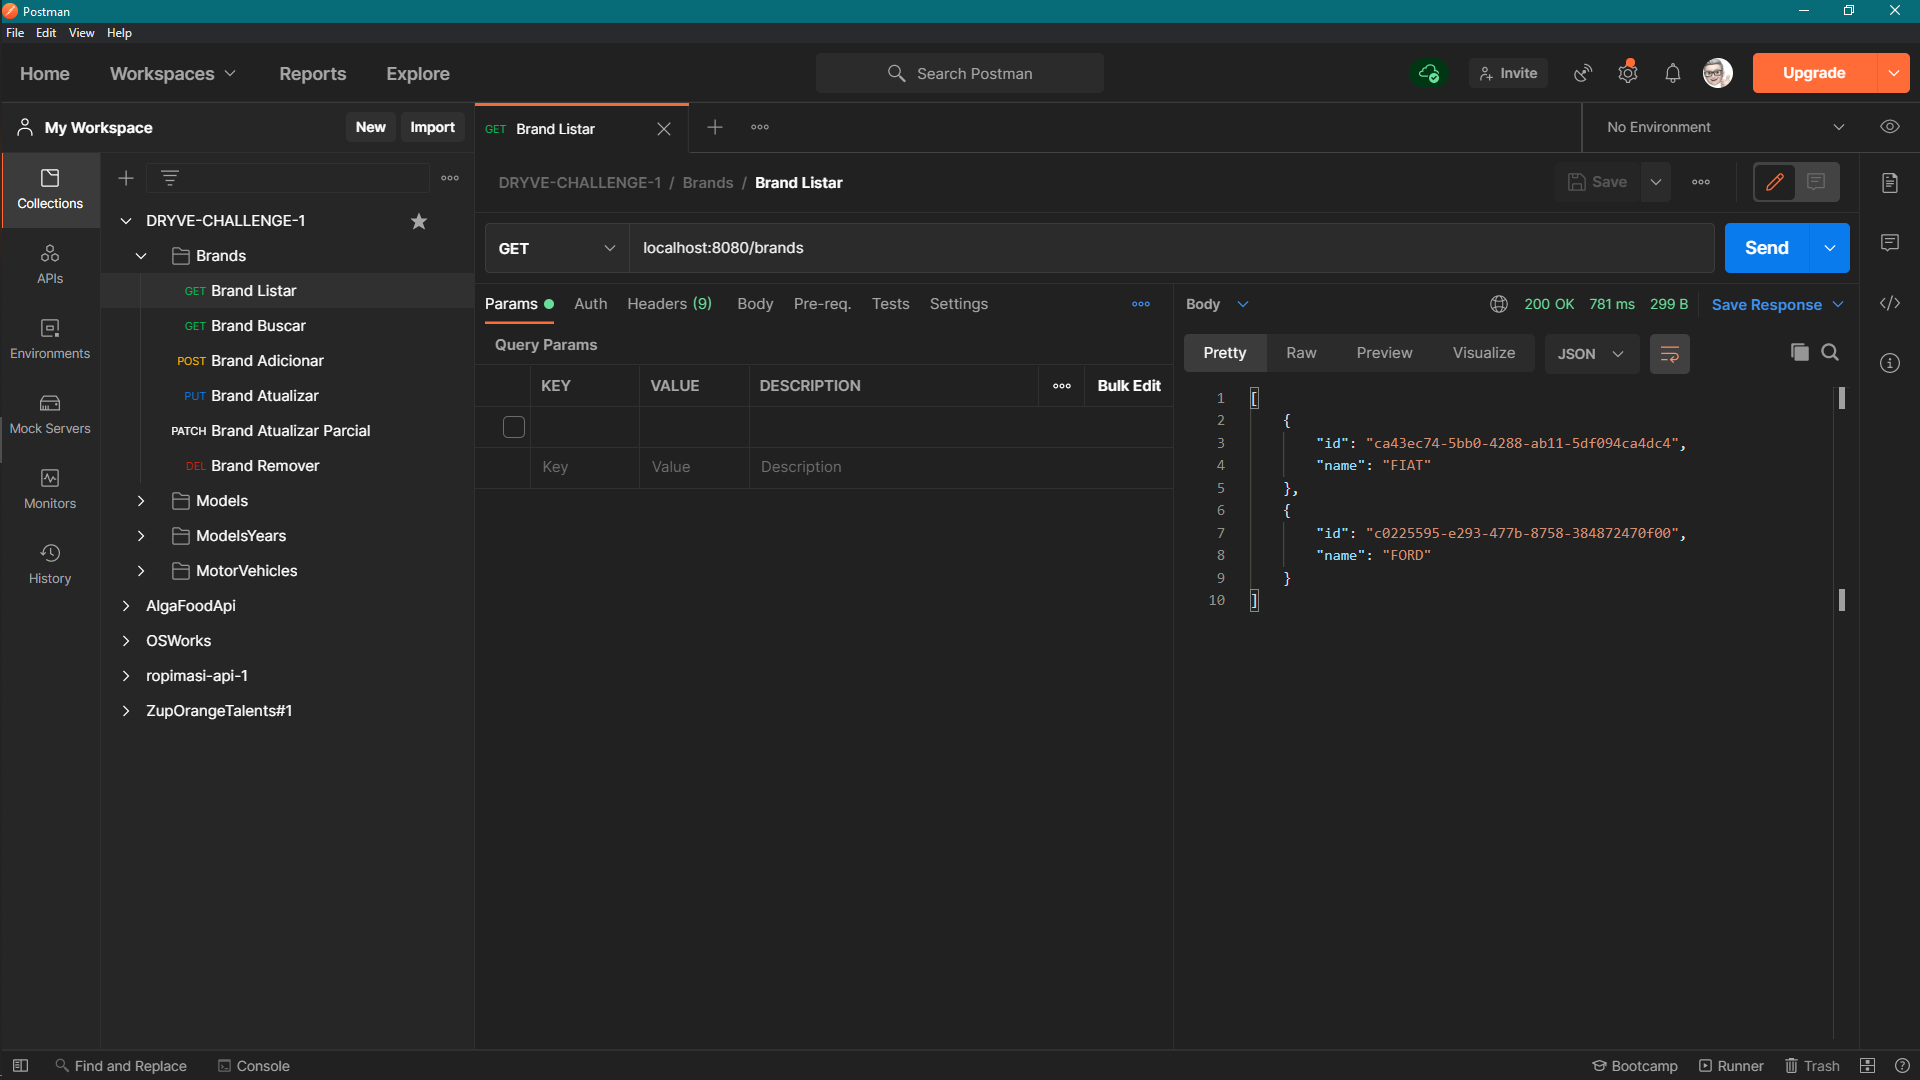 Postman
File Edit View Help
Home Workspaces Reports Explore
Search Postman
Invite
Upgrade
My Workspace
New Import
GET Brand Listar
No Environment
DRYVE-CHALLENGE-1 / Brands / Brand Listar
Save
GET
localhost:8080/brands
Send
Collections
APIs
Environments
Mock Servers
Monitors
History
DRYVE-CHALLENGE-1
Brands
GET Brand Listar
GET Brand Buscar
POST Brand Adicionar
PUT Brand Atualizar
PATCH Brand Atualizar Parcial
DEL Brand Remover
Models
ModelsYears
MotorVehicles
AlgaFoodApi
OSWorks
ropimasi-api-1
ZupOrangeTalents#1
Params Auth Headers (9) Body Pre-req. Tests Settings
Query Params
KEY VALUE DESCRIPTION Bulk Edit
Key Value Description
Body
200 OK 781 ms 299 B Save Response
Pretty Raw Preview Visualize JSON
1 [
2 {
3 "id": "ca43ec74-5bb0-4288-ab11-5df094ca4dc4",
4 "name": "FIAT"
5 },
6 {
7 "id": "c0225595-e293-477b-8758-384872470f00",
8 "name": "FORD"
9 }
10 ]
Find and Replace Console
Bootcamp Runner Trash